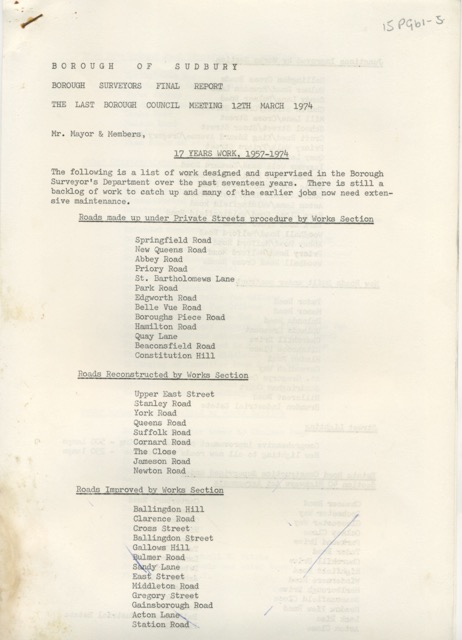 15 PG61-5
BOROUGH OF SUDBURY
BOROUGH SURVEYORS FINAL REPORT
THE LAST BOROUGH COUNCIL MEETING 12TH MARCH 1974
Mr. Mayor & Members,
17 YEARS WORK, 1957-1974
The following is a list of work designed and supervised in the Borough
Surveyor's Department over the past seventeen years. There is still a
backlog of work to catch up and many of the earlier jobs now need exten-
sive maintenance.
Roads made up under Private Streets procedure by Works Section
Springfield Road
New Queens Road
Abbey Road
Priory Road
St. Bartholomews Lane
Park Road
Edgworth Road
Belle Vue Road
Boroughs Piece Road
Hamilton Road
Quay Lane
Beaconsfield Road
Constitution Hill
Roads Reconstructed by Works Section
Upper East Street
Stanley Road
York Road
Queens Road
Suffolk Road
Cornard Road
The Close
Jameson Road
Newton Road
Roads Improved by Works Section
Ballingdon Hill
Clarence Road
Cross Street
Ballingdon Street
Gallows Hill
Bulmer Road
Sandy Lane
East Street
Middleton Road
Gregory Street
Gainsborough Road
Acton Lane
Station Road